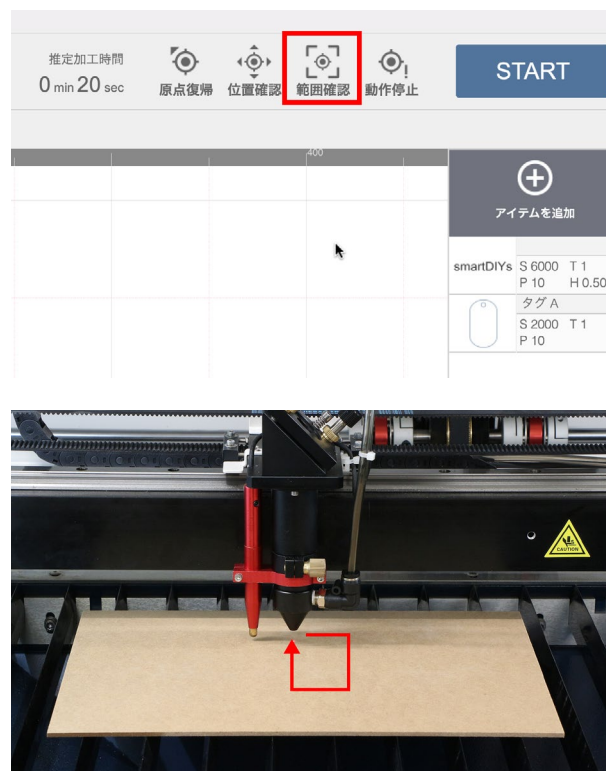 推定加工時間
0 min 20 sec
原点復帰
位置確認
範囲確認
動作停止
START
400
アイテムを追加
smartDIYs
S 6000 T 1
P 10 H 0.50
タグ A
S 2000 T 1
P 10
CAUTION